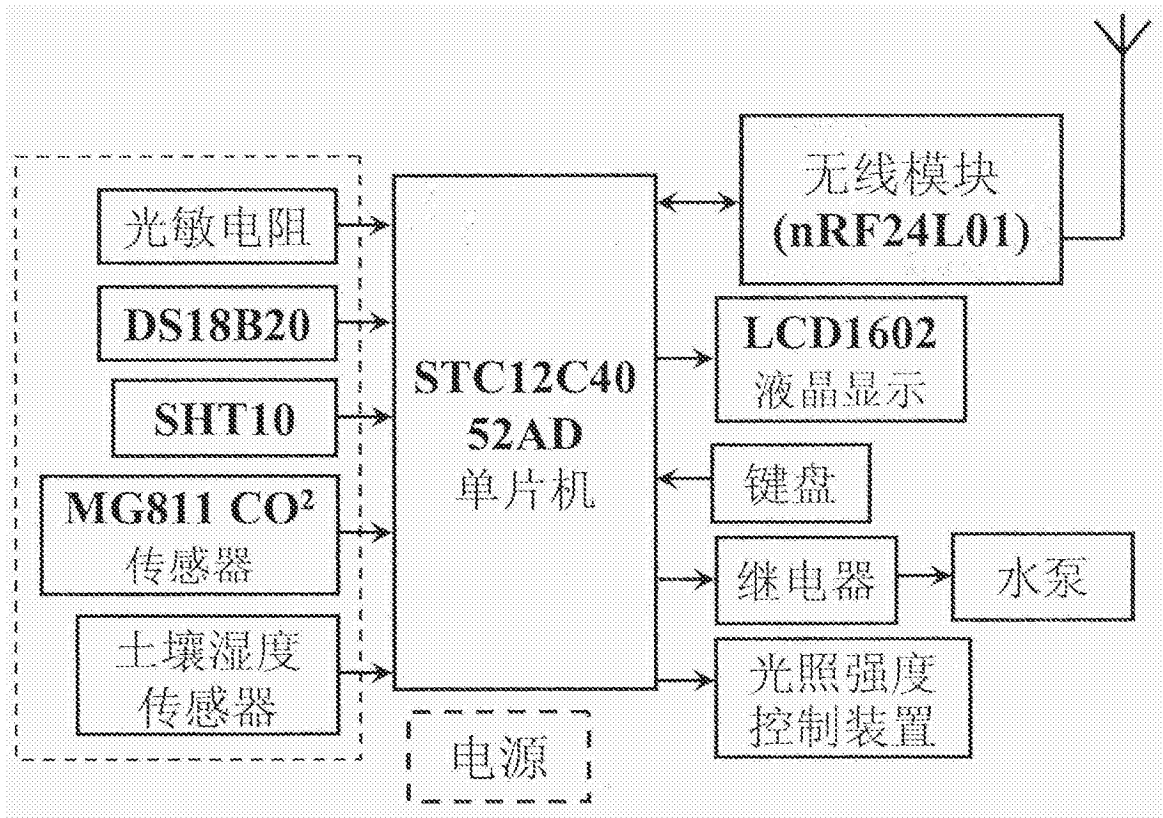 光敏电阻
DS18B20
SHT10
MG811 CO²
传感器
土壤湿度
传感器
STC12C40
52AD
单片机
电源
无线模块
(nRF24L01)
LCD1602
液晶显示
键盘
继电器
水泵
光照强度
控制装置